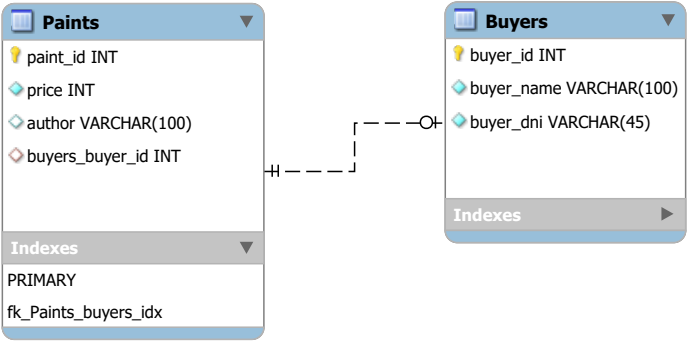 Paints
paint_id INT
price INT
author VARCHAR(100)
buyers_buyer_id INT
Indexes
PRIMARY
fk_Paints_buyers_idx
Buyers
buyer_id INT
buyer_name VARCHAR(100)
buyer_dni VARCHAR(45)
Indexes